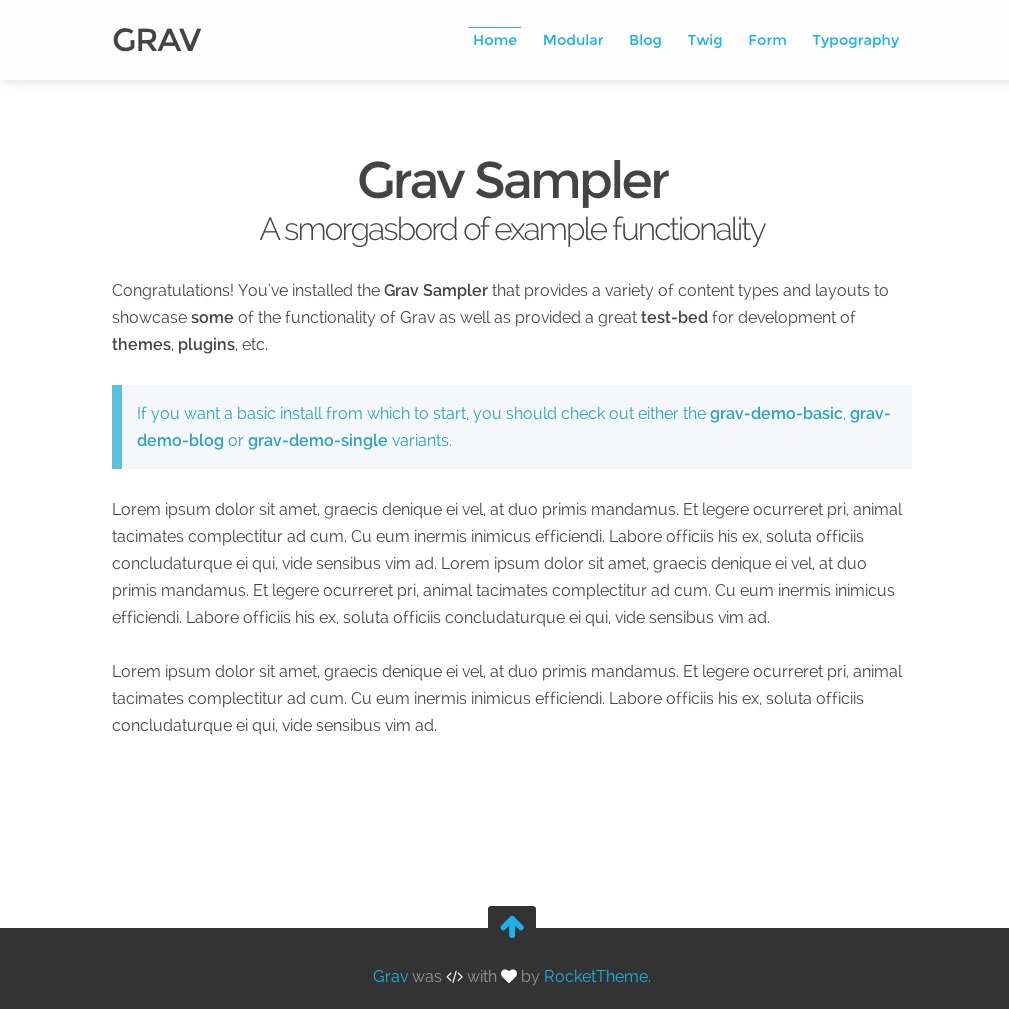 GRAV
Home Modular Blog Twig Form Typography
Grav Sampler
A smorgasbord of example functionality
Congratulations! You've installed the Grav Sampler that provides a variety of content types and layouts to
showcase some of the functionality of Grav as well as provided a great test-bed for development of
themes, plugins, etc.
If you want a basic install from which to start, you should check out either the grav-demo-basic, grav-
demo-blog or grav-demo-single variants.
Lorem ipsum dolor sit amet, graecis denique ei vel, at duo primis mandamus. Et legere ocurreret pri, animal
tacimates complectitur ad cum. Cu eum inermis inimicus efficiendi. Labore officiis his ex, soluta officiis
concludaturque ei qui, vide sensibus vim ad. Lorem ipsum dolor sit amet, graecis denique ei vel, at duo
primis mandamus. Et legere ocurreret pri, animal tacimates complectitur ad cum. Cu eum inermis inimicus
efficiendi. Labore officiis his ex, soluta officiis concludaturque ei qui, vide sensibus vim ad.
Lorem ipsum dolor sit amet, graecis denique ei vel, at duo primis mandamus. Et legere ocurreret pri, animal
tacimates complectitur ad cum. Cu eum inermis inimicus efficiendi. Labore officiis his ex, soluta officiis
concludaturque ei qui, vide sensibus vim ad.
Grav was </> with ♥ by RocketTheme.